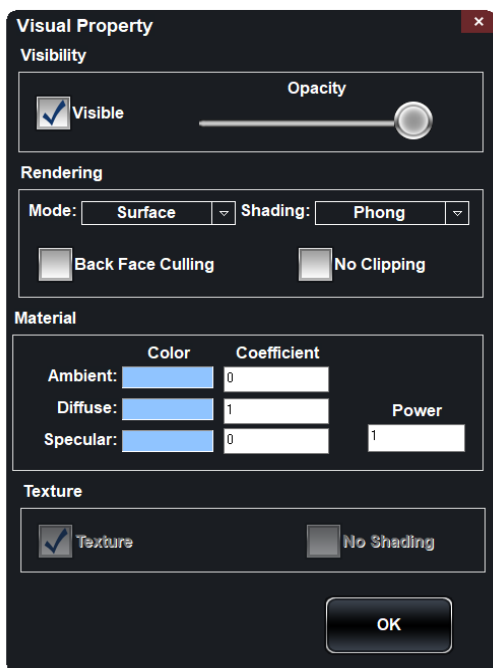 Visual Property
Visibility
Opacity
Visible
Rendering
Mode: Surface Shading: Phong
Back Face Culling No Clipping
Material
Color Coefficient
Ambient: 0
Diffuse: 1 Power
Specular: 0 1
Texture
Texture No Shading
OK